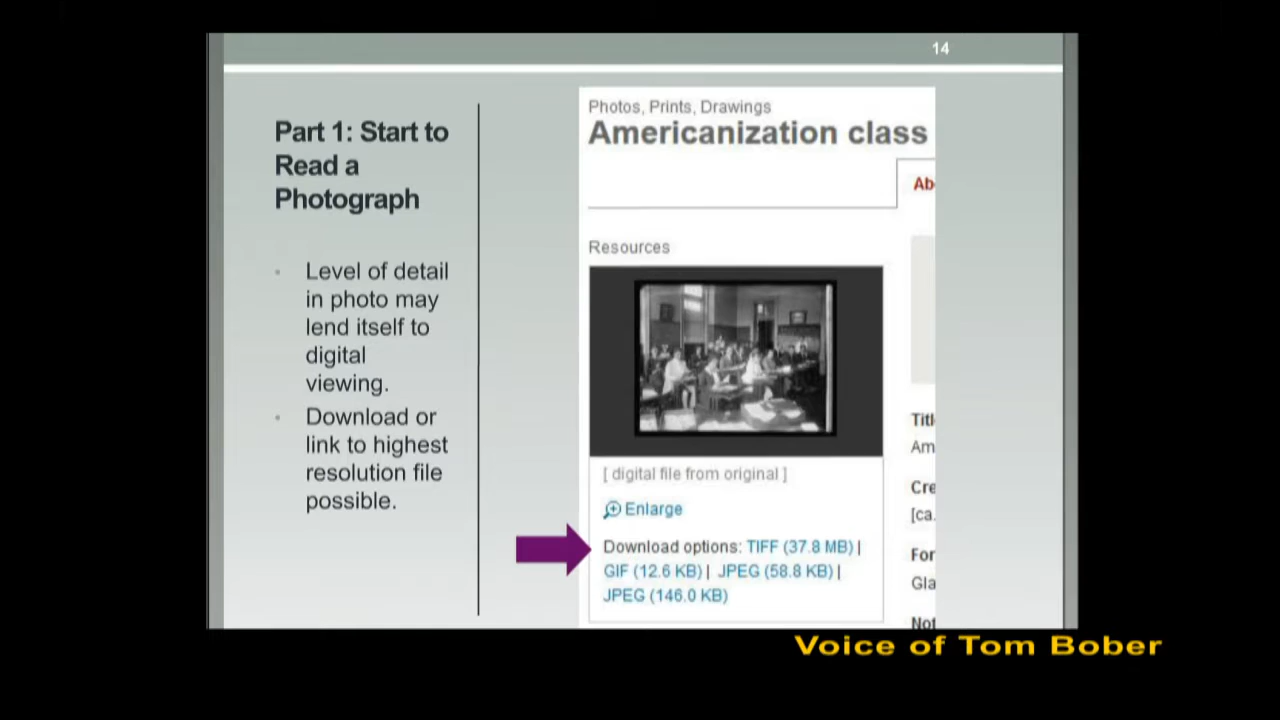 14
Part 1: Start to
Read a
Photograph
Level of detail
in photo may
lend itself to
digital
viewing.
Download or
link to highest
resolution file
possible.
Photos, Prints, Drawings
Americanization class
Ab
Resources
[ digital file from original ]
Enlarge
Download options: TIFF (37.8 MB) |
GIF (12.6 KB) | JPEG (58.8 KB) |
JPEG (146.0 KB)
Titl
Am
Cre
[ca.
For
Gla
Not
Voice of Tom Bober